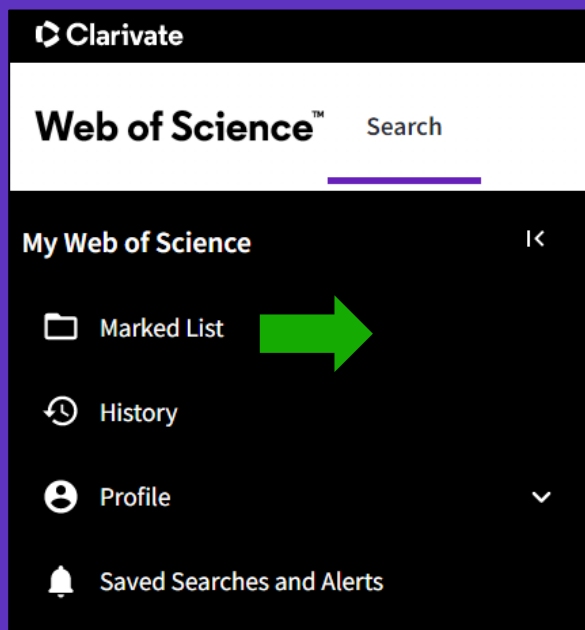 Clarivate
Web of Science™ Search
My Web of Science
Marked List
History
Profile
Saved Searches and Alerts